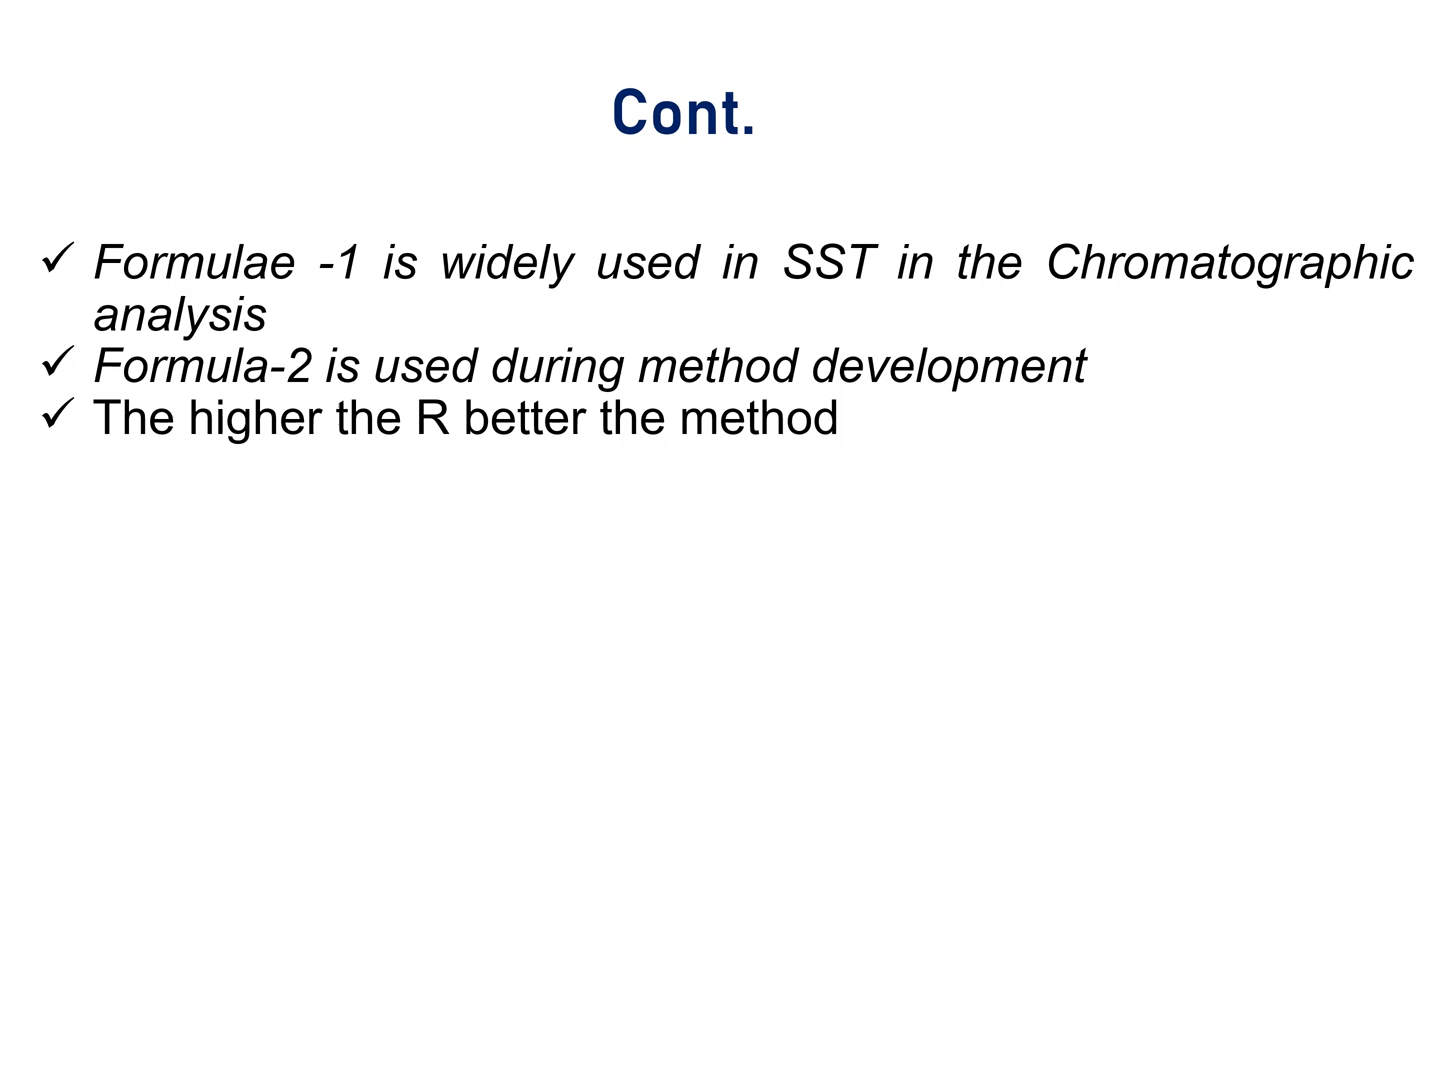 Cont.
✓ Formulae -1 is widely used in SST in the Chromatographic
analysis
✓ Formula-2 is used during method development
✓ The higher the R better the method